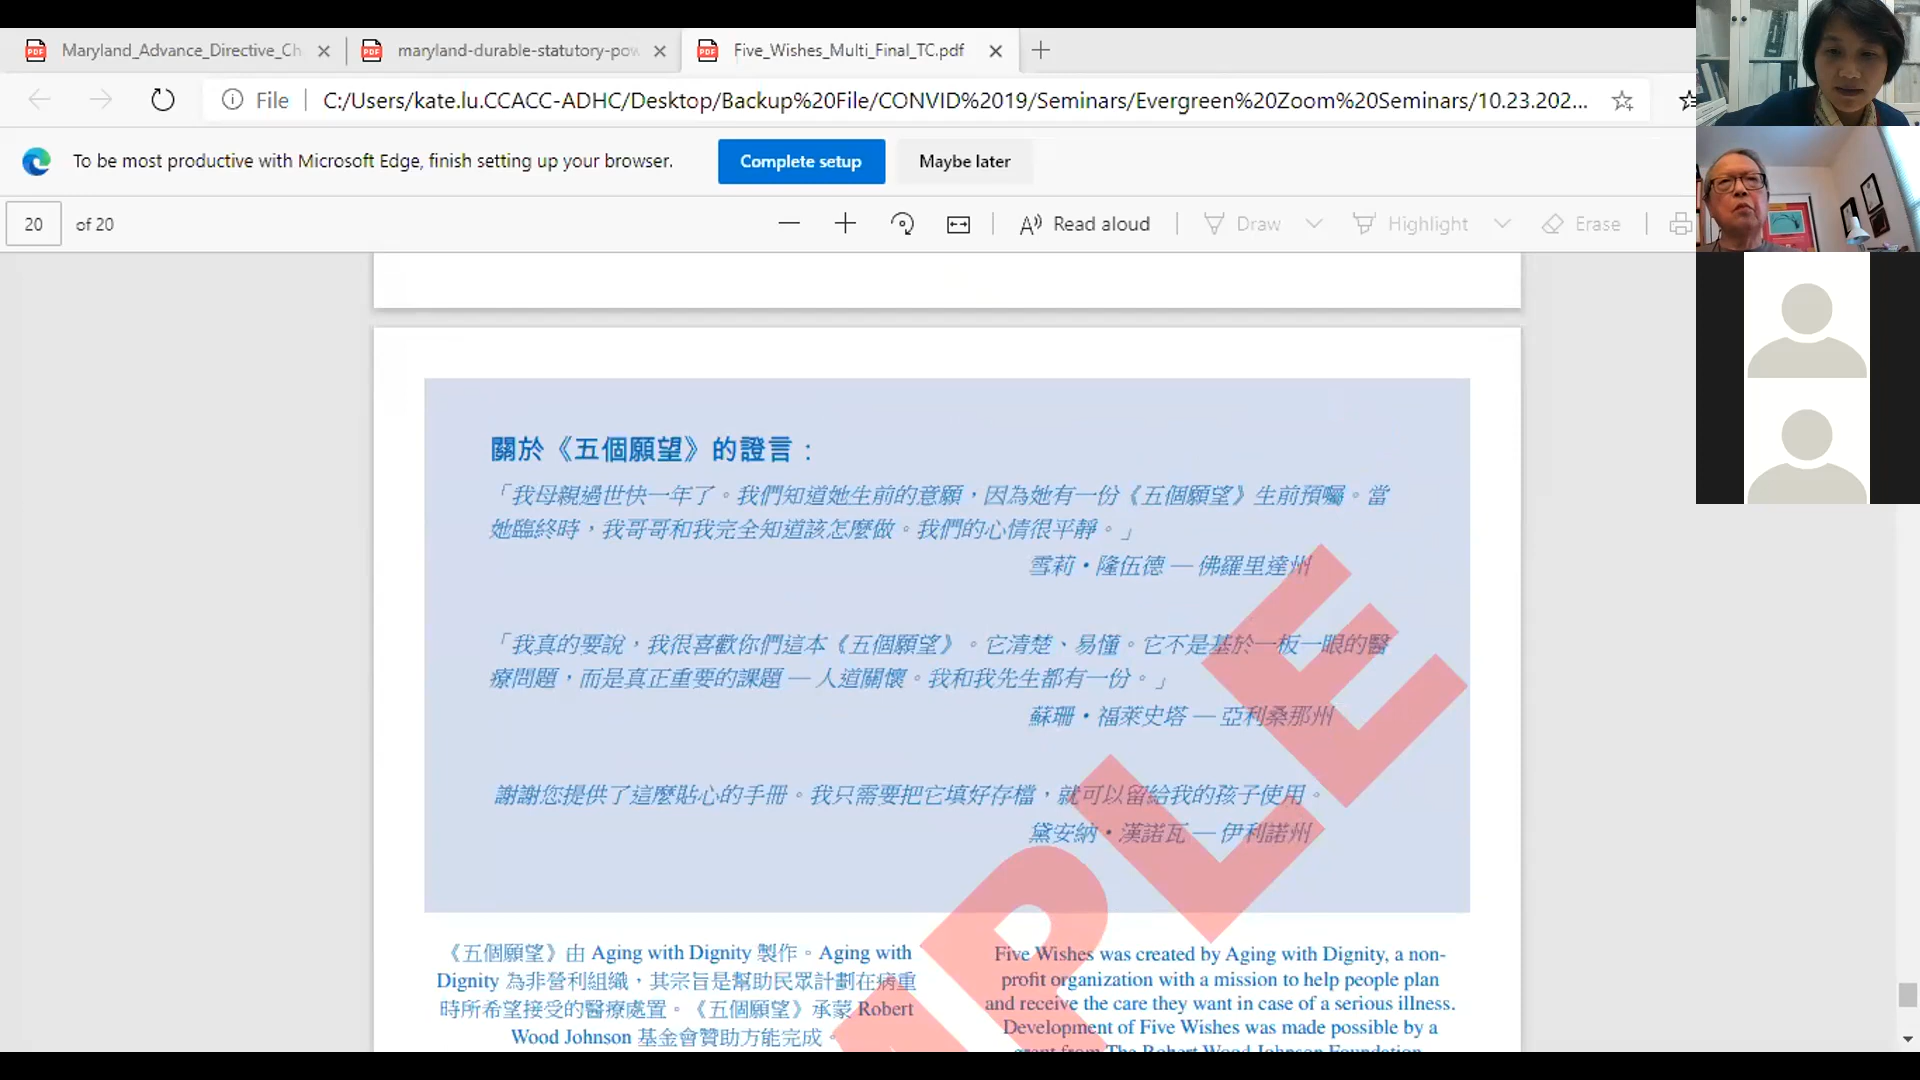 Maryland_Advance_Directive_Ch
maryland-durable-statutory-pow
Five_Wishes_Multi_Final_TC.pdf
File
C:/Users/kate.lu.CCACC-ADHC/Desktop/Backup%20File/CONVID%2019/Seminars/Evergreen%20Zoom%20Seminars/10.23.202...
To be most productive with Microsoft Edge, finish setting up your browser.
Complete setup
Maybe later
20 of 20
Read aloud
Draw
Highlight
Erase
關於《五個願望》的證言：
「我母親過世快一年了。我們知道她生前的意願，因為她有一份《五個願望》生前預囑。當
她臨終時，我哥哥和我完全知道該怎麼做。我們的心情很平靜。」
雪莉•隆伍德 — 佛羅里達州
「我真的要說，我很喜歡你們這本《五個願望》。它清楚、易懂。它不是基於一板一眼的醫
療問題，而是真正重要的課題 — 人道關懷。我和我先生都有一份。」
蘇珊•福萊史塔 — 亞利桑那州
謝謝您提供了這麼貼心的手冊。我只需要把它填好存檔，就可以留給我的孩子使用。
黛安納•漢諾瓦 — 伊利諾州
《五個願望》由 Aging with Dignity 製作。Aging with
Dignity 為非營利組織，其宗旨是幫助民眾計劃在病重
時所希望接受的醫療處置。《五個願望》承蒙 Robert
Wood Johnson 基金會贊助方能完成。
Five Wishes was created by Aging with Dignity, a non-
profit organization with a mission to help people plan
and receive the care they want in case of a serious illness.
Development of Five Wishes was made possible by a
grant from The Robert Wood Johnson Foundation.
MPLE